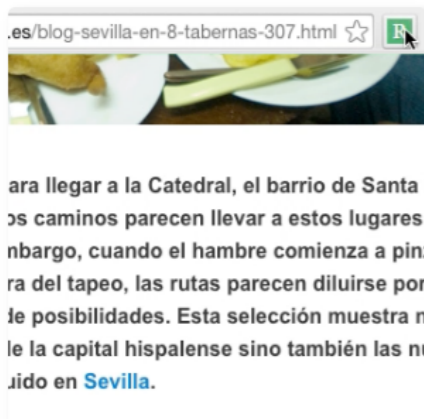 .es/blog-sevilla-en-8-tabernas-307.html
R
ara llegar a la Catedral, el barrio de Santa
os caminos parecen llevar a estos lugares
mbargo, cuando el hambre comienza a pin
ra del tapeo, las rutas parecen diluirse por
de posibilidades. Esta selección muestra n
le la capital hispalense sino también las nu
uido en Sevilla.